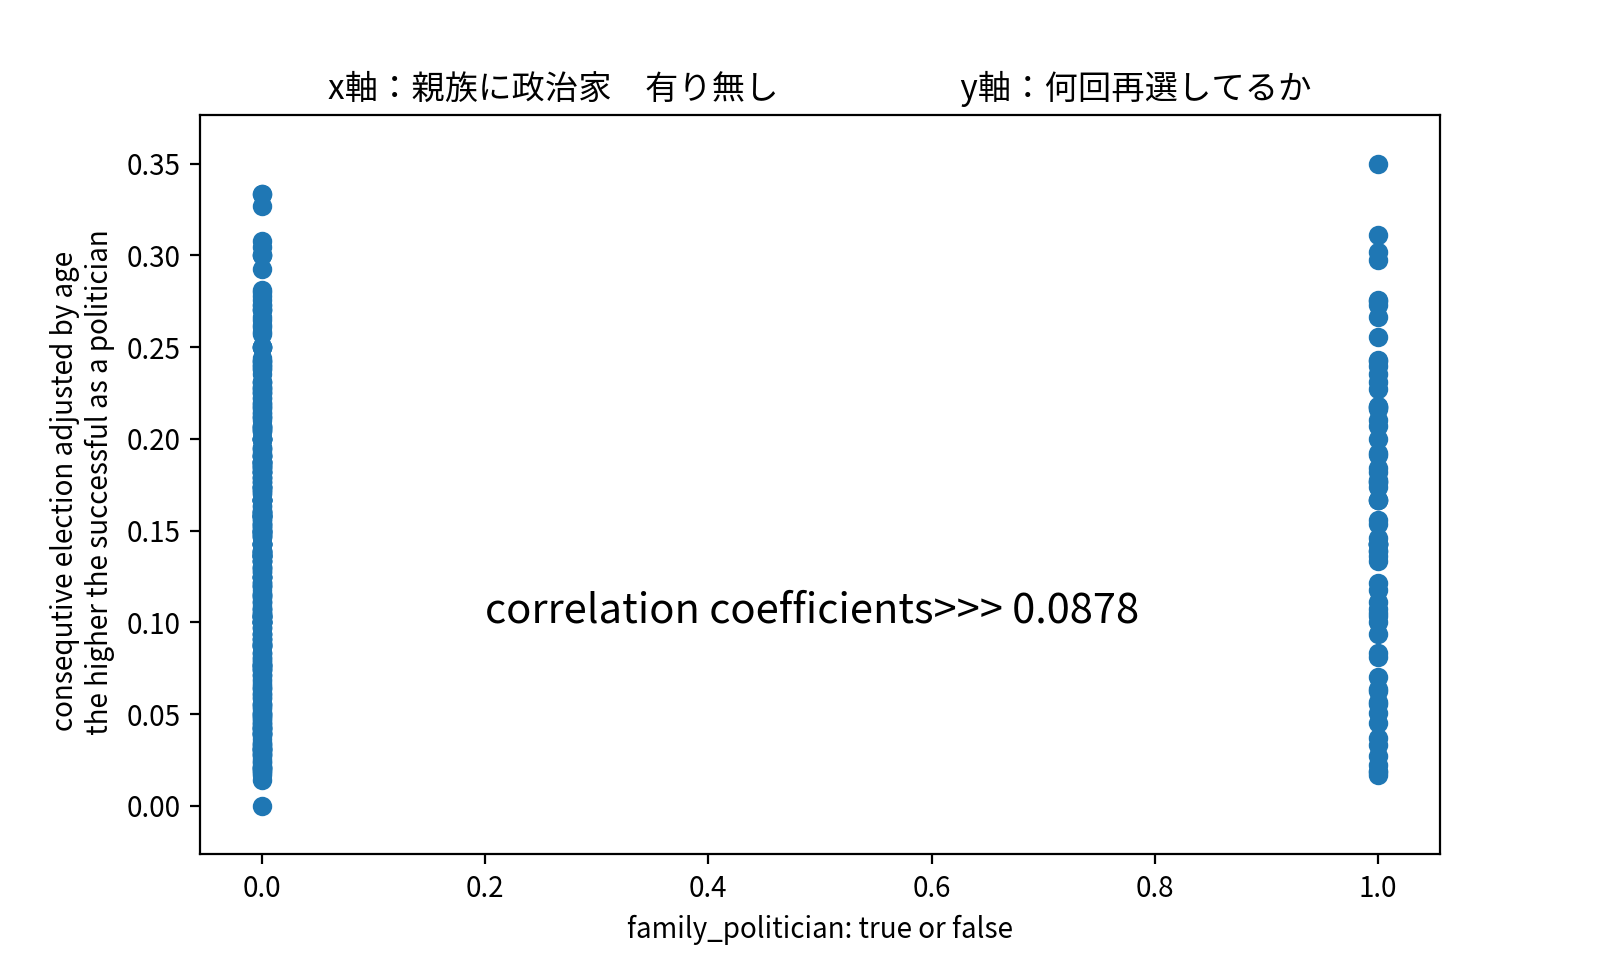 x軸：親族に政治家　有り無し
y軸：何回再選してるか
consequtive election adjusted by age
the higher the successful as a politician
0.35
0.30
0.25
0.20
0.15
0.10
0.05
0.00
correlation coefficients>>> 0.0878
0.0
0.2
0.4
0.6
0.8
1.0
family_politician: true or false